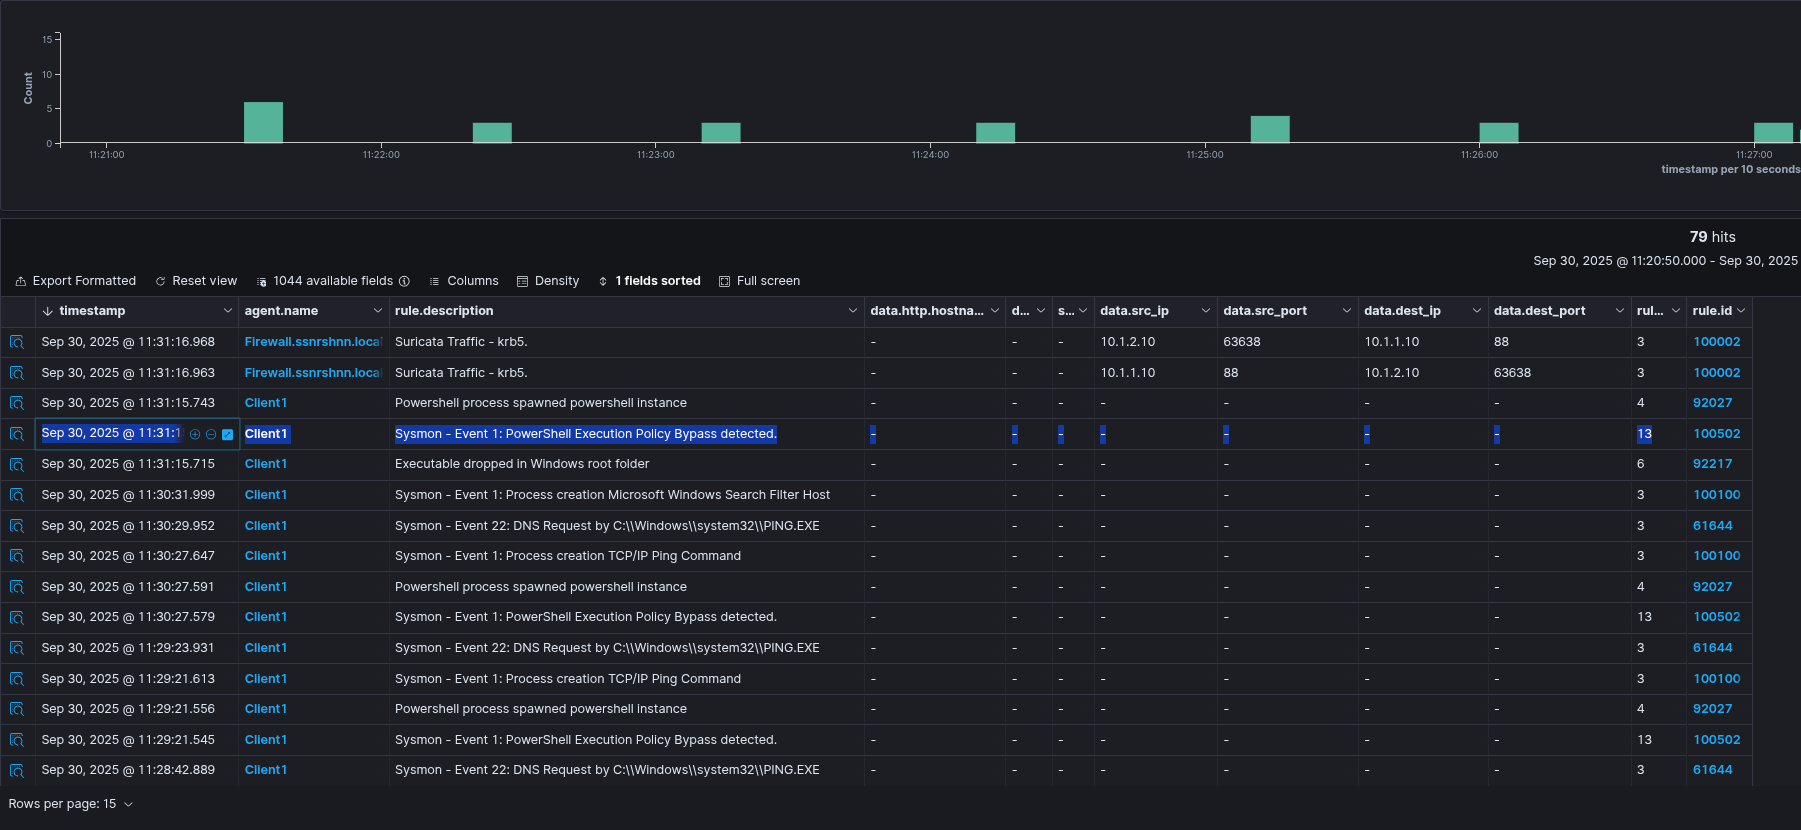 15
10
5
0
Count
11:21:00 11:22:00 11:23:00 11:24:00 11:25:00 11:26:00 11:27:00
timestamp per 10 seconds
79 hits
Sep 30, 2025 @ 11:20:50.000 - Sep 30, 2025
Export Formatted Reset view 1044 available fields Columns Density 1 fields sorted Full screen
timestamp agent.name rule.description data.http.hostna... d... s... data.src_ip data.src_port data.dest_ip data.dest_port rul... rule.id
Sep 30, 2025 @ 11:31:16.968 Firewall.ssnrshnn.loca Suricata Traffic - krb5. - - - 10.1.2.10 63638 10.1.1.10 88 3 100002
Sep 30, 2025 @ 11:31:16.963 Firewall.ssnrshnn.loca Suricata Traffic - krb5. - - - 10.1.1.10 88 10.1.2.10 63638 3 100002
Sep 30, 2025 @ 11:31:15.743 Client1 Powershell process spawned powershell instance - - - - - - - 4 92027
Sep 30, 2025 @ 11:31:1 Client1 Sysmon - Event 1: PowerShell Execution Policy Bypass detected. - - - - - - - 13 100502
Sep 30, 2025 @ 11:31:15.715 Client1 Executable dropped in Windows root folder - - - - - - - 6 92217
Sep 30, 2025 @ 11:30:31.999 Client1 Sysmon - Event 1: Process creation Microsoft Windows Search Filter Host - - - - - - - 3 100100
Sep 30, 2025 @ 11:30:29.952 Client1 Sysmon - Event 22: DNS Request by C:\\Windows\\system32\\PING.EXE - - - - - - - 3 61644
Sep 30, 2025 @ 11:30:27.647 Client1 Sysmon - Event 1: Process creation TCP/IP Ping Command - - - - - - - 3 100100
Sep 30, 2025 @ 11:30:27.591 Client1 Powershell process spawned powershell instance - - - - - - - 4 92027
Sep 30, 2025 @ 11:30:27.579 Client1 Sysmon - Event 1: PowerShell Execution Policy Bypass detected. - - - - - - - 13 100502
Sep 30, 2025 @ 11:29:23.931 Client1 Sysmon - Event 22: DNS Request by C:\\Windows\\system32\\PING.EXE - - - - - - - 3 61644
Sep 30, 2025 @ 11:29:21.613 Client1 Sysmon - Event 1: Process creation TCP/IP Ping Command - - - - - - - 3 100100
Sep 30, 2025 @ 11:29:21.556 Client1 Powershell process spawned powershell instance - - - - - - - 4 92027
Sep 30, 2025 @ 11:29:21.545 Client1 Sysmon - Event 1: PowerShell Execution Policy Bypass detected. - - - - - - - 13 100502
Sep 30, 2025 @ 11:28:42.889 Client1 Sysmon - Event 22: DNS Request by C:\\Windows\\system32\\PING.EXE - - - - - - - 3 61644
Rows per page: 15